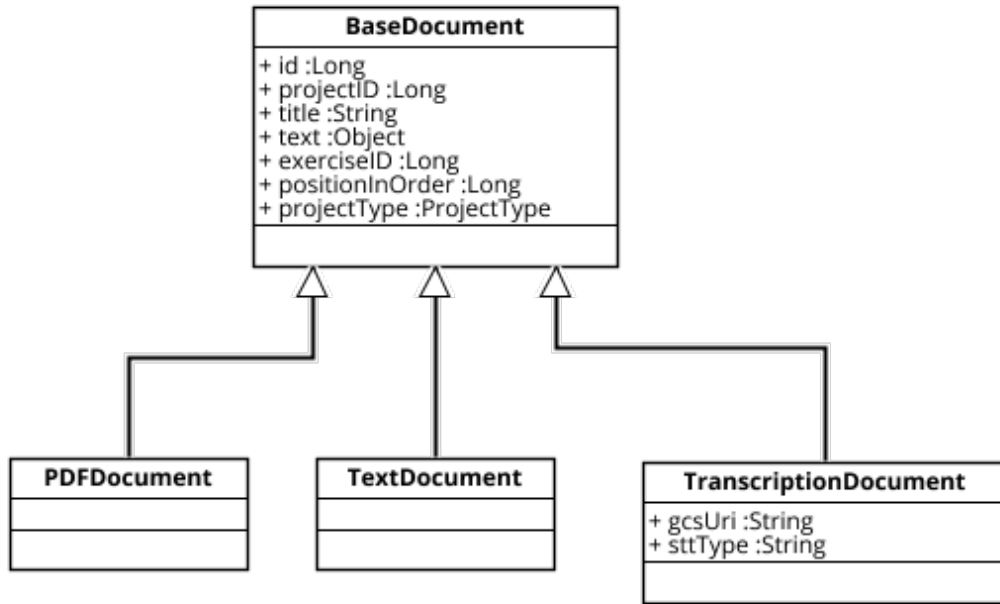 BaseDocument
+ id :Long
+ projectID :Long
+ title :String
+ text :Object
+ exerciseID :Long
+ positionInOrder :Long
+ projectType :ProjectType
PDFDocument
TextDocument
TranscriptionDocument
+ gcsUri :String
+ sttType :String